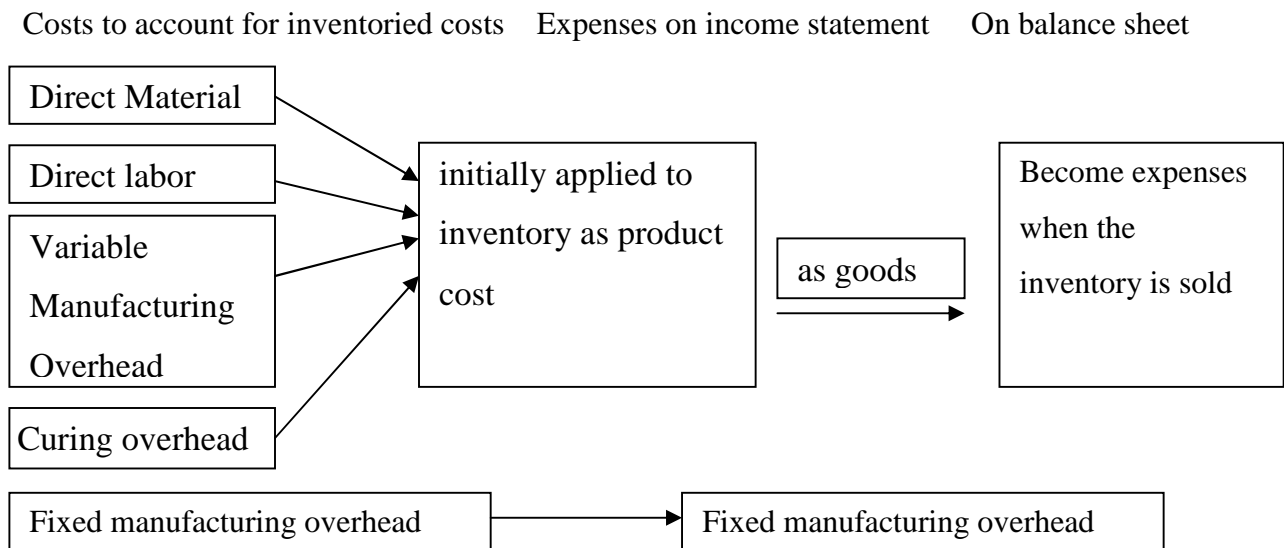 Costs to account for inventoried costs Expenses on income statement On balance sheet
Direct Material
Direct labor
Variable
Manufacturing
Overhead
Curing overhead
initially applied to
inventory as product
cost
as goods
Become expenses
when the
inventory is sold
Fixed manufacturing overhead
Fixed manufacturing overhead